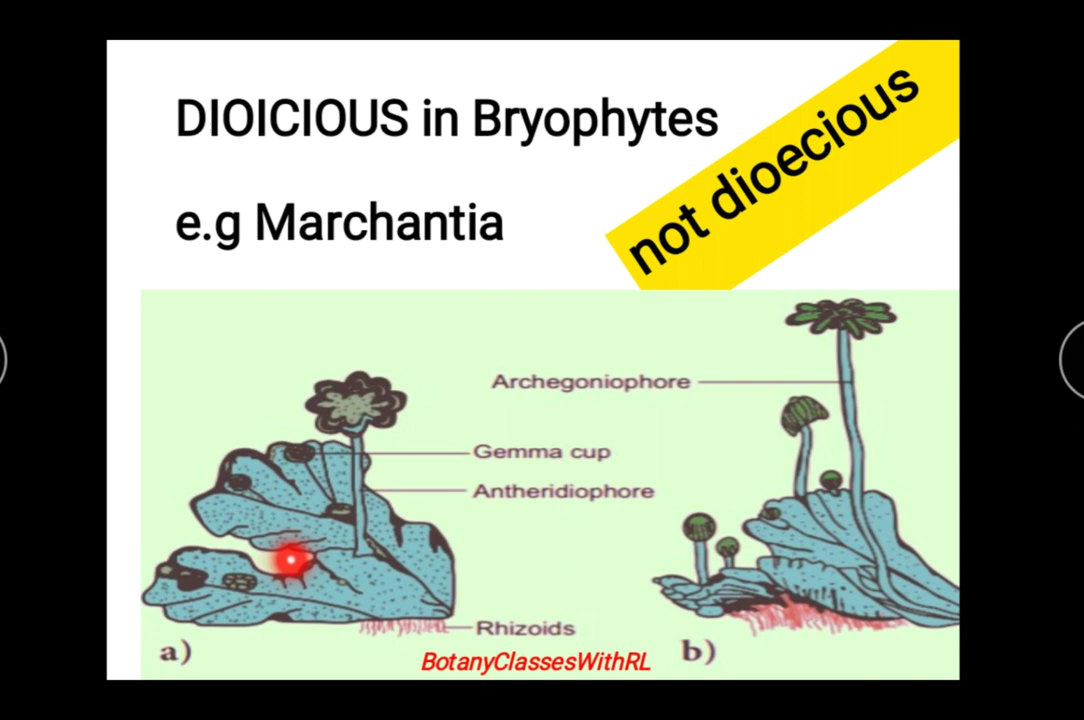 DIOICIOUS in Bryophytes
not dioecious
e.g Marchantia
Archegoniophore
Gemma cup
Antheridiophore
Rhizoids
a)
b)
BotanyClassesWithRL